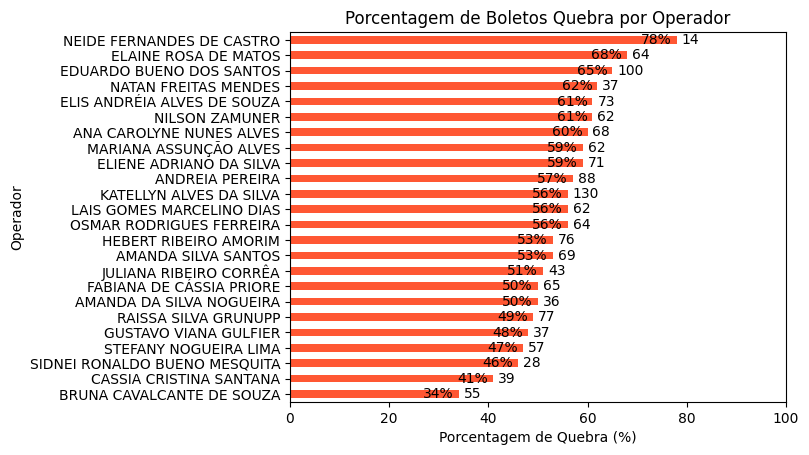 Porcentagem de Boletos Quebra por Operador
NEIDE FERNANDES DE CASTRO 78% 14
ELAINE ROSA DE MATOS 68% 64
EDUARDO BUENO DOS SANTOS 65% 100
NATAN FREITAS MENDES 62% 37
ELIS ANDRÉIA ALVES DE SOUZA 61% 73
NILSON ZAMUNER 61% 62
ANA CAROLYNE NUNES ALVES 60% 68
MARIANA ASSUNÇÃO ALVES 59% 62
ELIENE ADRIANO DA SILVA 59% 71
ANDREIA PEREIRA 57% 88
KATELLYN ALVES DA SILVA 56% 130
LAIS GOMES MARCELINO DIAS 56% 62
OSMAR RODRIGUES FERREIRA 56% 64
HEBERT RIBEIRO AMORIM 53% 76
AMANDA SILVA SANTOS 53% 69
JULIANA RIBEIRO CORRÊA 51% 43
FABIANA DE CÁSSIA PRIORE 50% 65
AMANDA DA SILVA NOGUEIRA 50% 36
RAISSA SILVA GRUNUPP 49% 77
GUSTAVO VIANA GULFIER 48% 37
STEFANY NOGUEIRA LIMA 47% 57
SIDNEI RONALDO BUENO MESQUITA 46% 28
CASSIA CRISTINA SANTANA 41% 39
BRUNA CAVALCANTE DE SOUZA 34% 55
Operador
0 20 40 60 80 100
Porcentagem de Quebra (%)